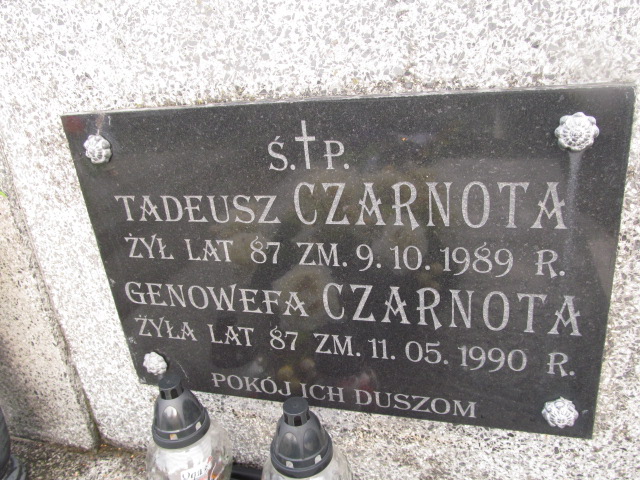 Ś.†P.
TADEUSZ CZARNOTA
ŻYŁ LAT 87 ZM. 9. 10. 1989 R.
GENOWEFA CZARNOTA
ŻYŁA LAT 87 ZM. 11. 05. 1990 R.
POKÓJ ICH DUSZOM